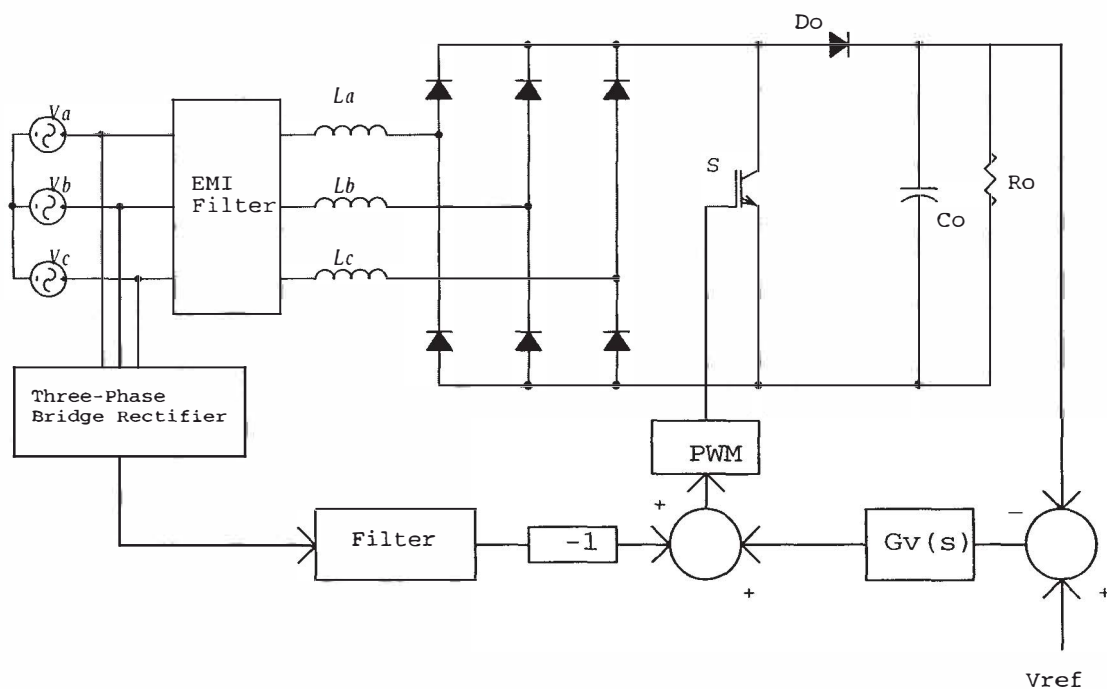 Do
Va
La
EMI
Filter
S
Ro
Vb
Lb
Co
Vc
Lc
Three-Phase
Bridge Rectifier
PWM
+
−
Filter
-1
Gv(s)
+
+
Vref